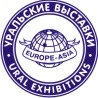 УРАЛЬСКИЕ ВЫСТАВКИ
EUROPE-ASIA
URAL EXHIBITIONS